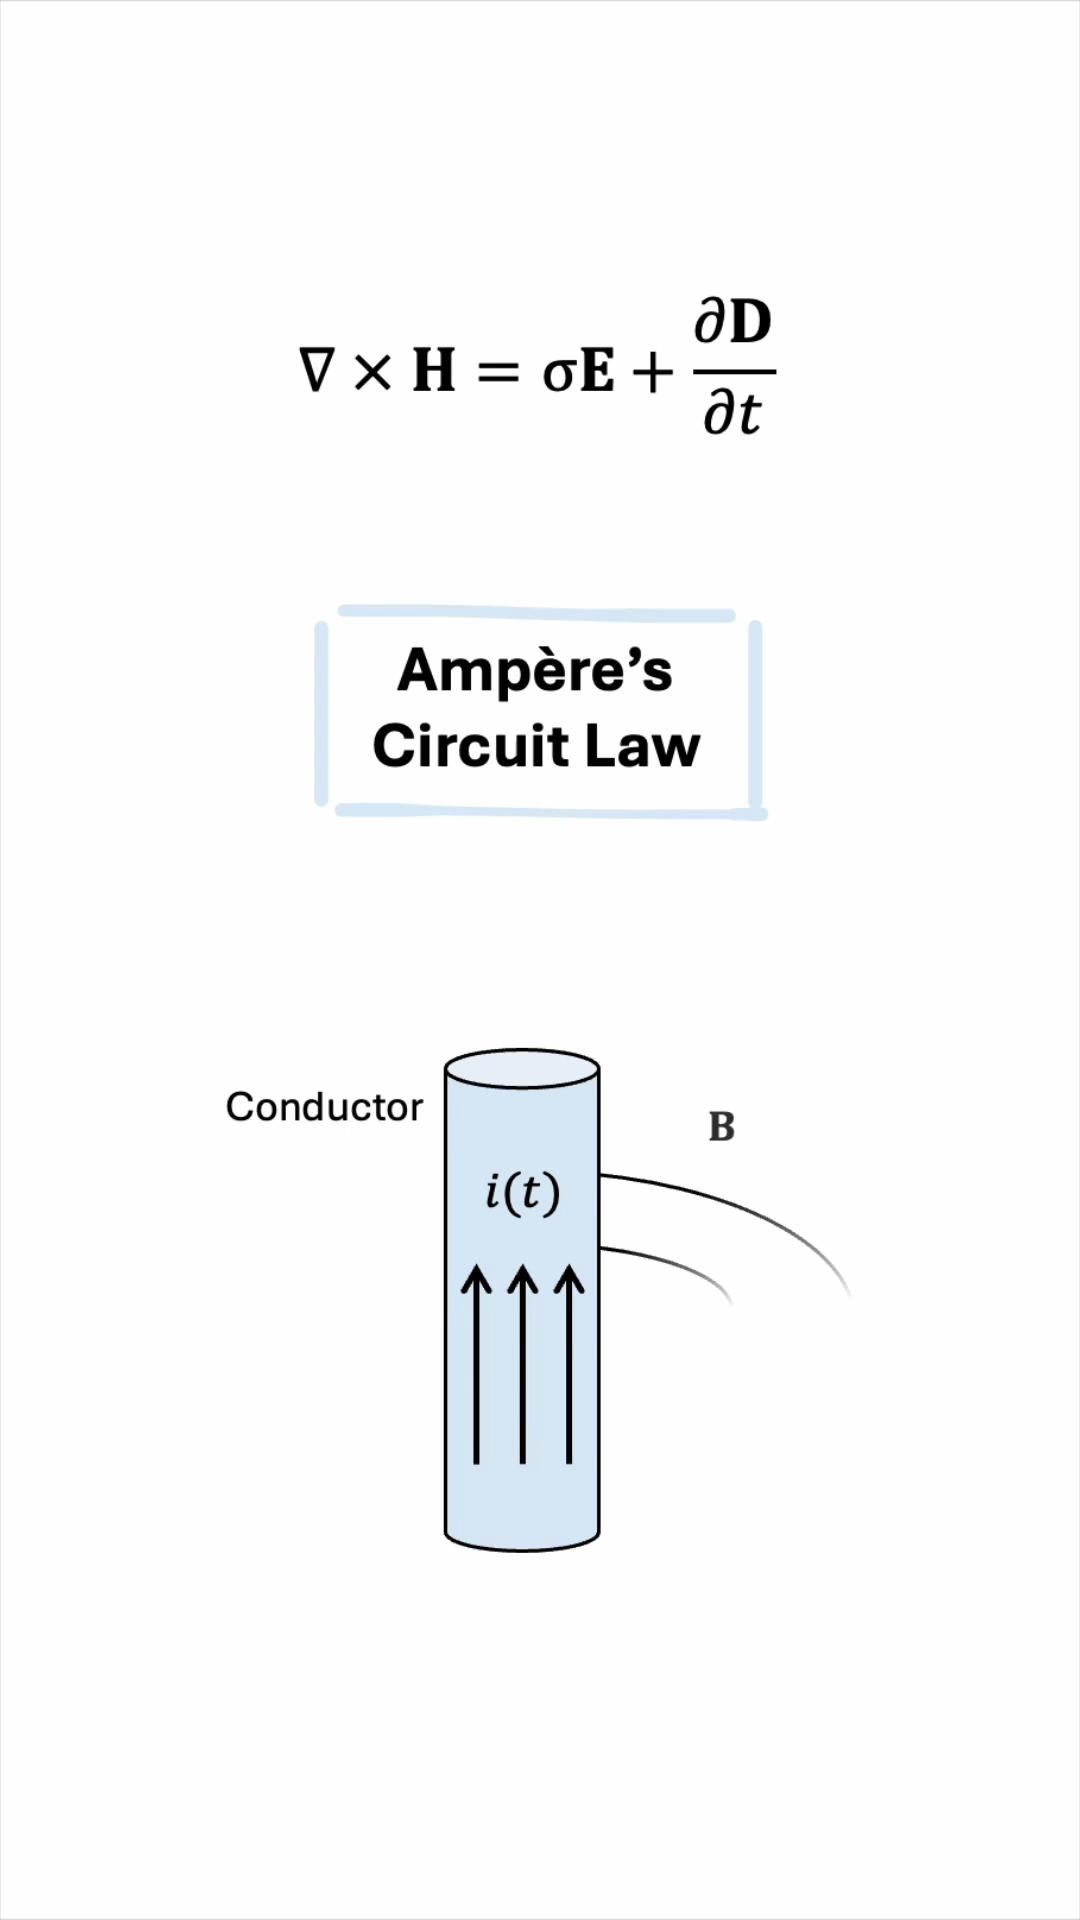 ∇ × H = σE + ∂D/∂t
Ampère’s
Circuit Law
Conductor
B
i(t)